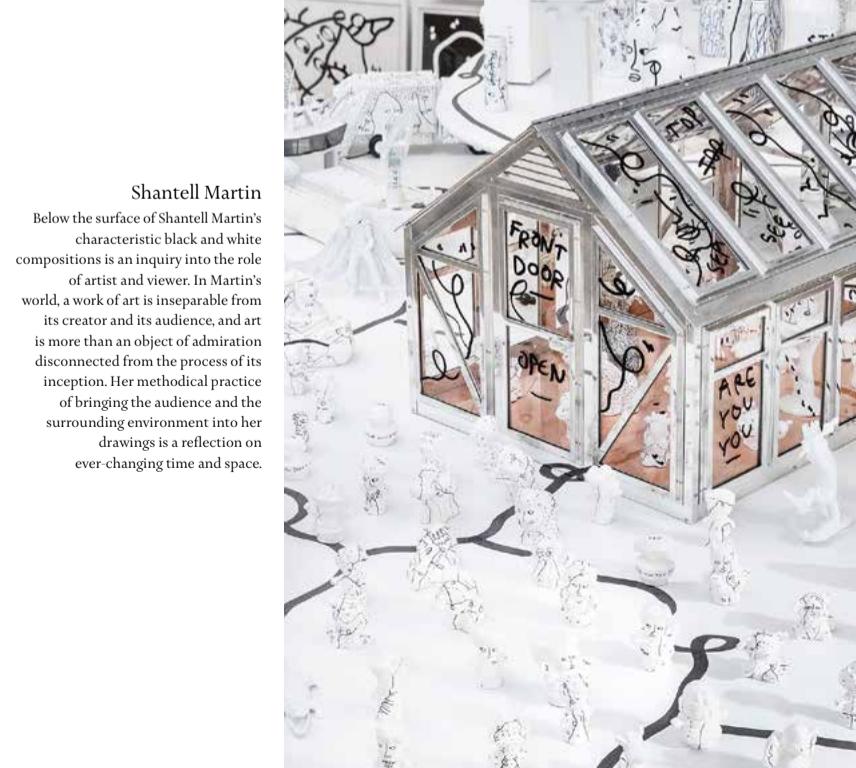 Shantell Martin
Below the surface of Shantell Martin's
characteristic black and white
compositions is an inquiry into the role
of artist and viewer. In Martin's
world, a work of art is inseparable from
its creator and its audience, and art
is more than an object of admiration
disconnected from the process of its
inception. Her methodical practice
of bringing the audience and the
surrounding environment into her
drawings is a reflection on
ever-changing time and space.
FRONT
DOOR
OPEN
ARE
YOU
YOU
TOP
TOP
SEE
SEA